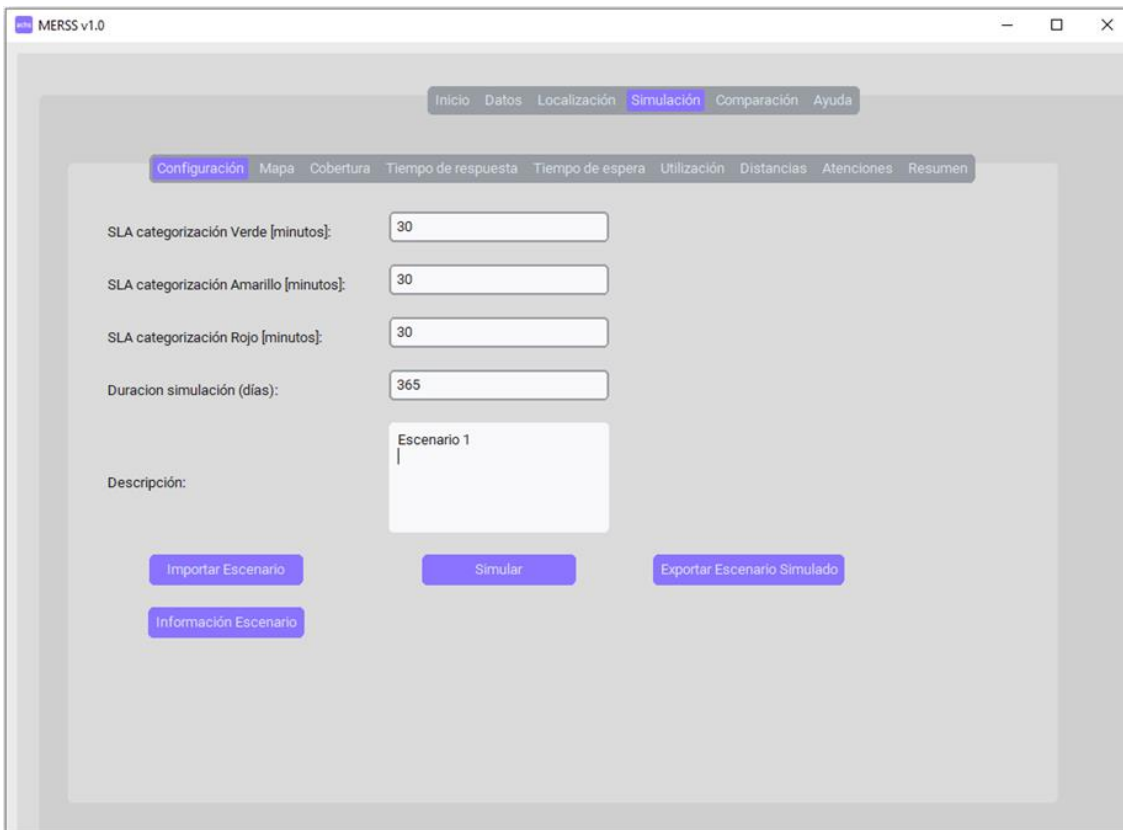 MERSS v1.0
Inicio Datos Localización Simulación Comparación Ayuda
Configuración Mapa Cobertura Tiempo de respuesta Tiempo de espera Utilización Distancias Atenciones Resumen
SLA categorización Verde [minutos]: 30
SLA categorización Amarillo [minutos]: 30
SLA categorización Rojo [minutos]: 30
Duracion simulación (días): 365
Escenario 1
Descripción:
Importar Escenario Simular Exportar Escenario Simulado
Información Escenario